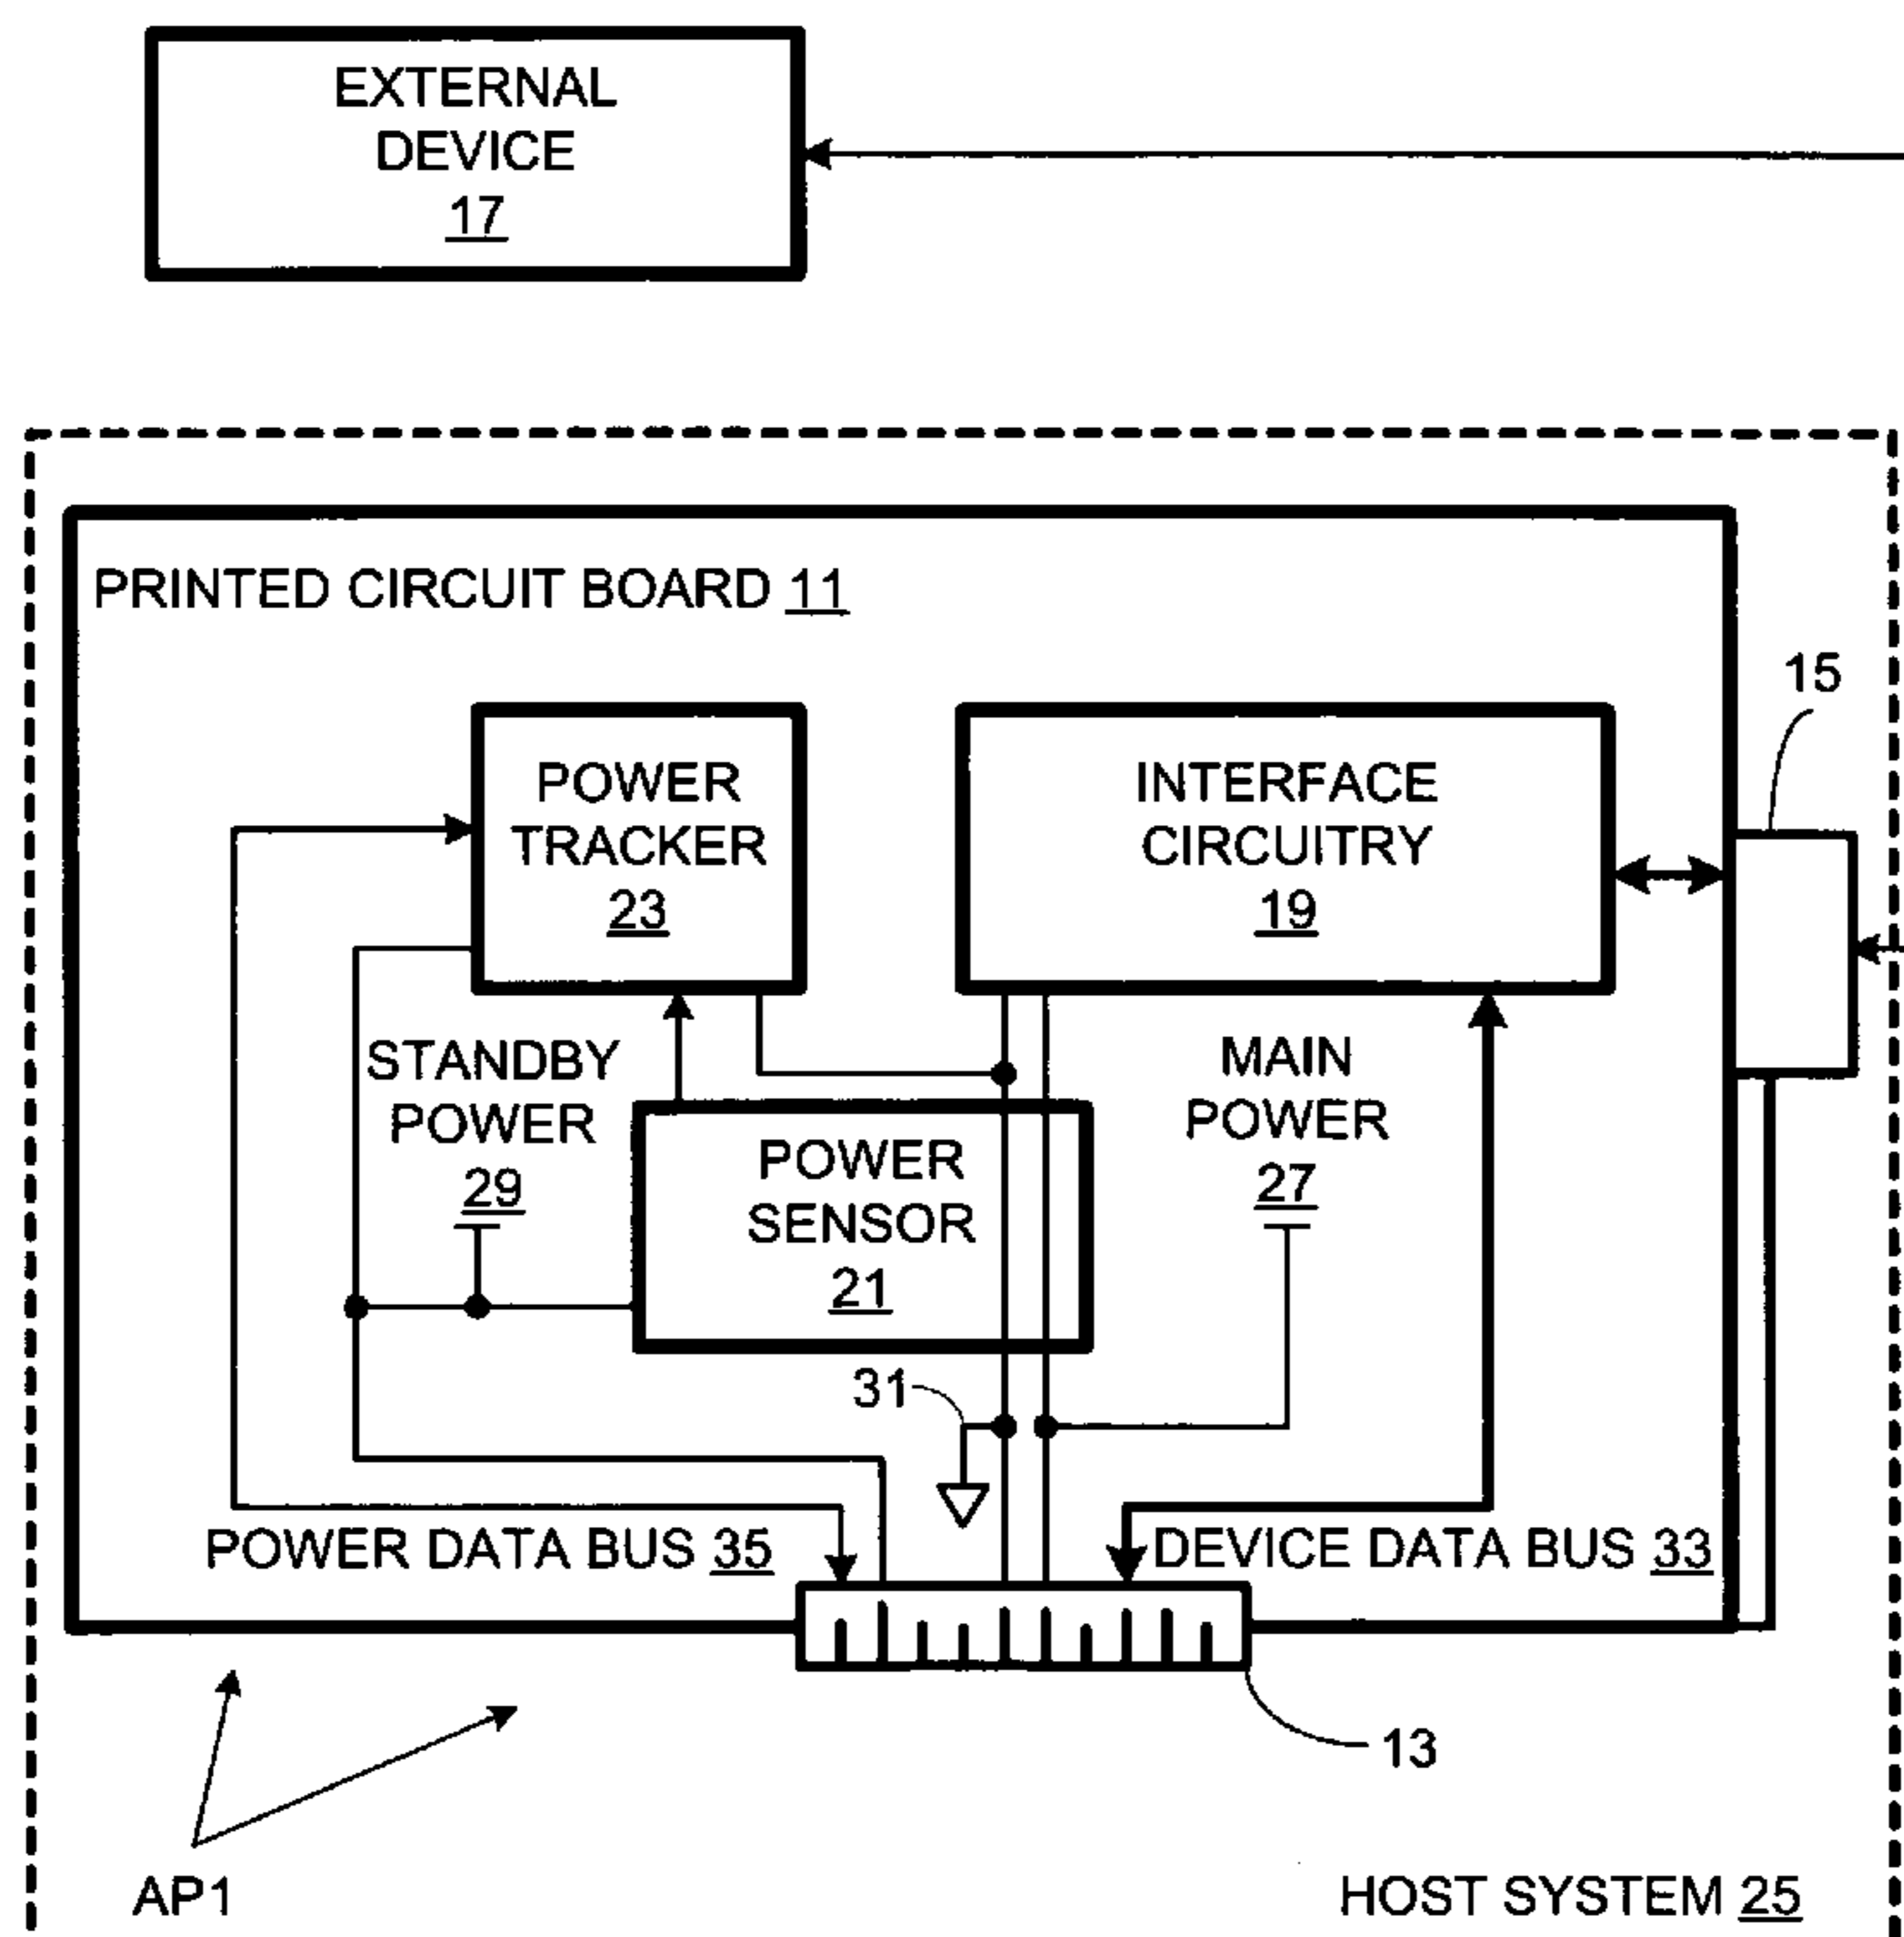 EXTERNAL
DEVICE
17
PRINTED CIRCUIT BOARD 11
15
POWER
TRACKER
23
INTERFACE
CIRCUITRY
19
STANDBY
POWER
29
MAIN
POWER
27
POWER
SENSOR
21
31
POWER DATA BUS 35
DEVICE DATA BUS 33
13
AP1
HOST SYSTEM 25